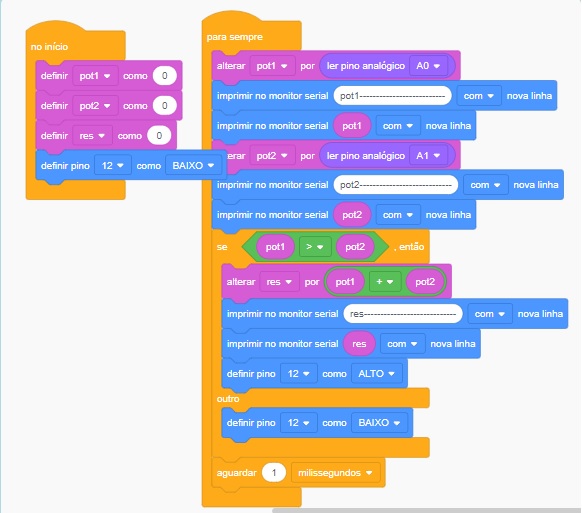 no início
definir pot1 como 0
definir pot2 como 0
definir res como 0
definir pino 12 como BAIXO
para sempre
alterar pot1 por ler pino analógico A0
imprimir no monitor serial pot1-------------------------- com nova linha
imprimir no monitor serial pot1 com nova linha
erar pot2 por ler pino analógico A1
imprimir no monitor serial pot2---------------------------- com nova linha
imprimir no monitor serial pot2 com nova linha
se pot1 > pot2 , então
alterar res por pot1 + pot2
imprimir no monitor serial res---------------------------- com nova linha
imprimir no monitor serial res com nova linha
definir pino 12 como ALTO
outro
definir pino 12 como BAIXO
aguardar 1 milissegundos